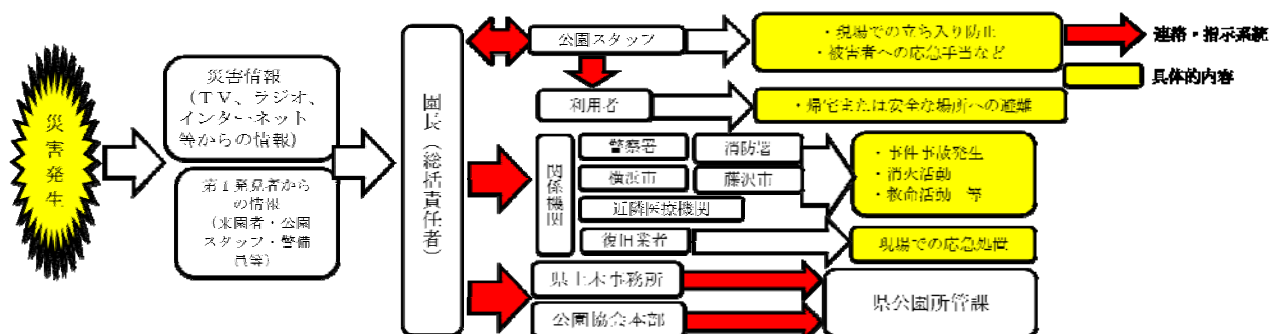 災害発生
災害情報
（ＴＶ、ラジオ、
インターネット
等からの情報）
第１発見者から
の情報
（来園者・公園
スタッフ・警備
員等）
園長（総括責任者）
公園スタッフ
・現場での立ち入り防止
・被害者への応急手当など
利用者
・帰宅または安全な場所への避難
関係機関
警察署
消防署
横浜市
藤沢市
近隣医療機関
・事件事故発生
・消火活動
・救命活動　等
復旧業者
現場での応急処置
県土木事務所
公園協会本部
県公園所管課
連絡・指示系統
具体的内容